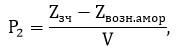 P₂ = (Z_зч − Z_возн.амор) / V,